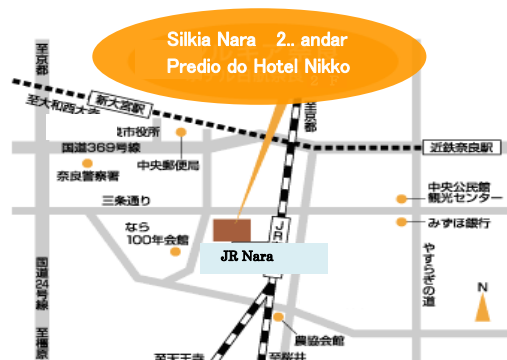 Silkia Nara 2.. andar
Predio do Hotel Nikko
至京都
至大和西大寺
新大宮駅
至京都
市役所
国道369号線
中央郵便局
近鉄奈良駅
奈良警察署
三条通り
中央公民館
観光センター
みずほ銀行
なら
100年会館
JR
JR Nara
やすらぎの道
国道24号線
N
農協会館
至橿原
至天王寺
至桜井